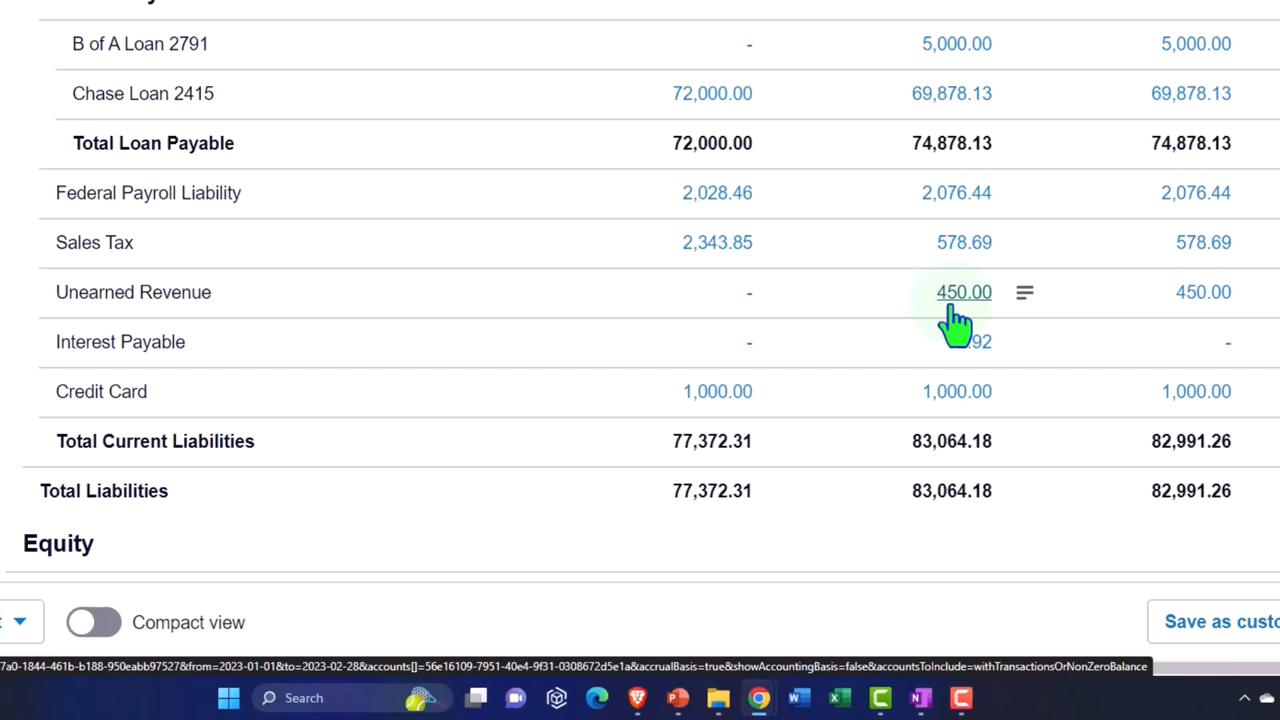 B of A Loan 2791 - 5,000.00 5,000.00
Chase Loan 2415 72,000.00 69,878.13 69,878.13
Total Loan Payable 72,000.00 74,878.13 74,878.13
Federal Payroll Liability 2,028.46 2,076.44 2,076.44
Sales Tax 2,343.85 578.69 578.69
Unearned Revenue - 450.00 450.00
Interest Payable - .92 -
Credit Card 1,000.00 1,000.00 1,000.00
Total Current Liabilities 77,372.31 83,064.18 82,991.26
Total Liabilities 77,372.31 83,064.18 82,991.26
Equity
Compact view Save as custo
7a0-1844-461b-b188-950eabb97527&from=2023-01-01&to=2023-02-28&accounts[]=56e16109-7951-40e4-9f31-0308672d5e1a&accrualBasis=true&showAccountingBasis=false&accountsToInclude=withTransactionsOrNonZeroBalance
Search